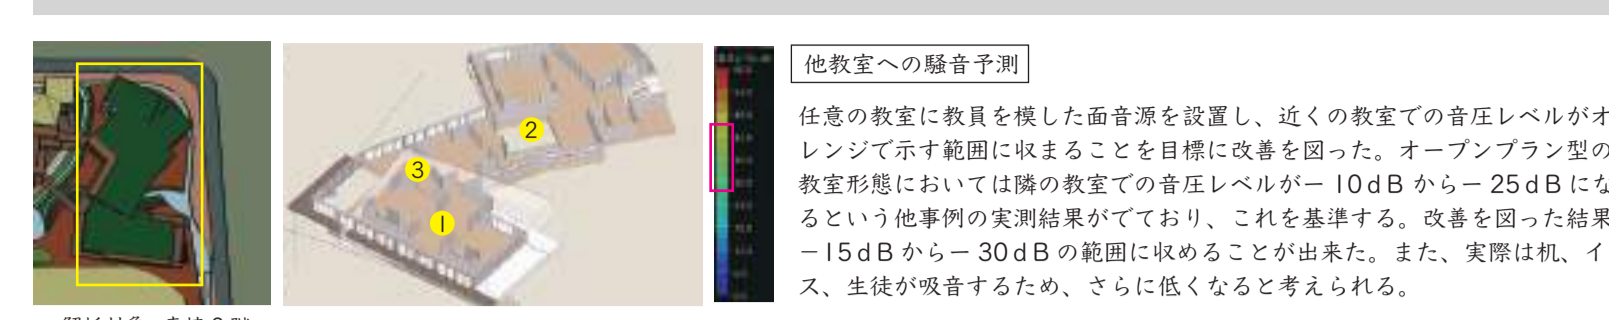 他教室への騒音予測
任意の教室に教員を模した面音源を設置し、近くの教室での音圧レベルがオ
レンジで示す範囲に収まることを目標に改善を図った。オープンプラン型の
教室形態においては隣の教室での音圧レベルがー10dBからー25dBにな
るという他事例の実測結果がでており、これを基準する。改善を図った結果
−15dBからー30dBの範囲に収めることが出来た。また、実際は机、イ
ス、生徒が吸音するため、さらに低くなると考えられる。
2
3
1